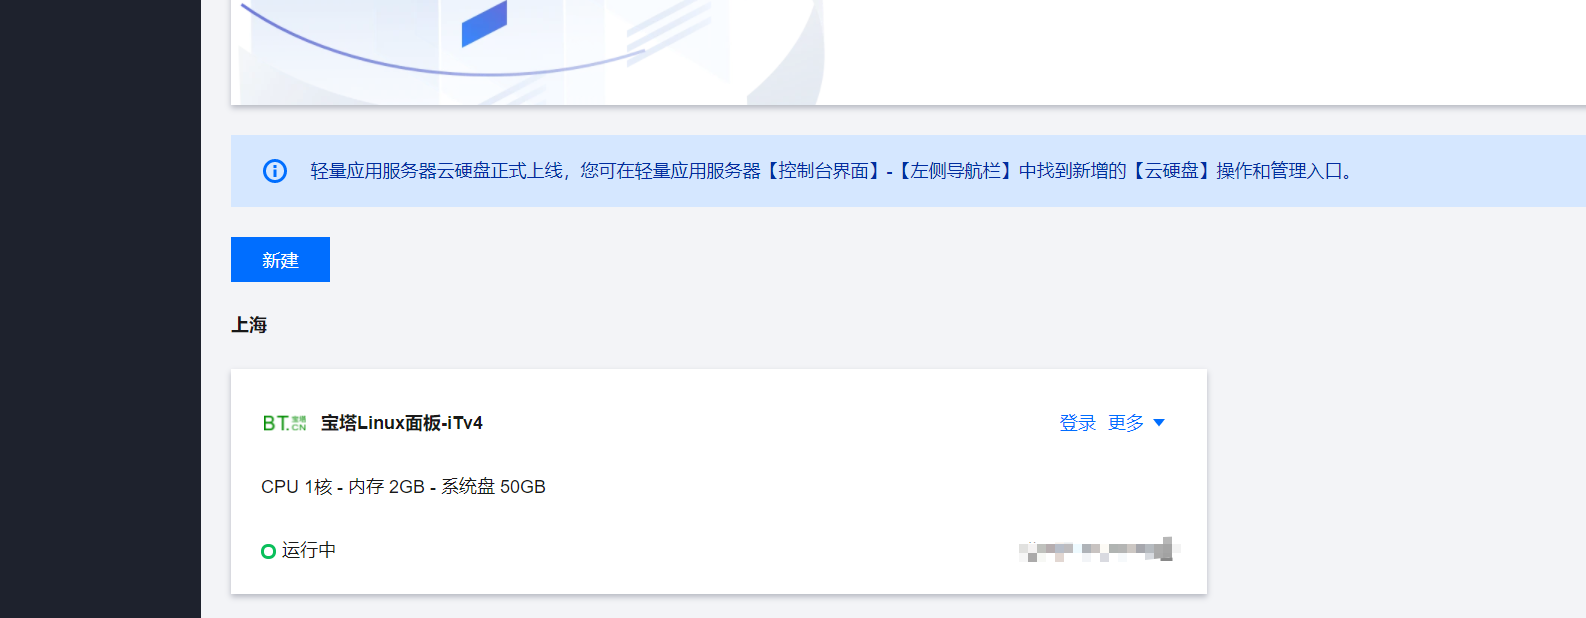 轻量应用服务器云硬盘正式上线，您可在轻量应用服务器【控制台界面】-【左侧导航栏】中找到新增的【云硬盘】操作和管理入口。
新建
上海
BT.宝塔.CN 宝塔Linux面板-iTv4 登录 更多
CPU 1核 - 内存 2GB - 系统盘 50GB
运行中